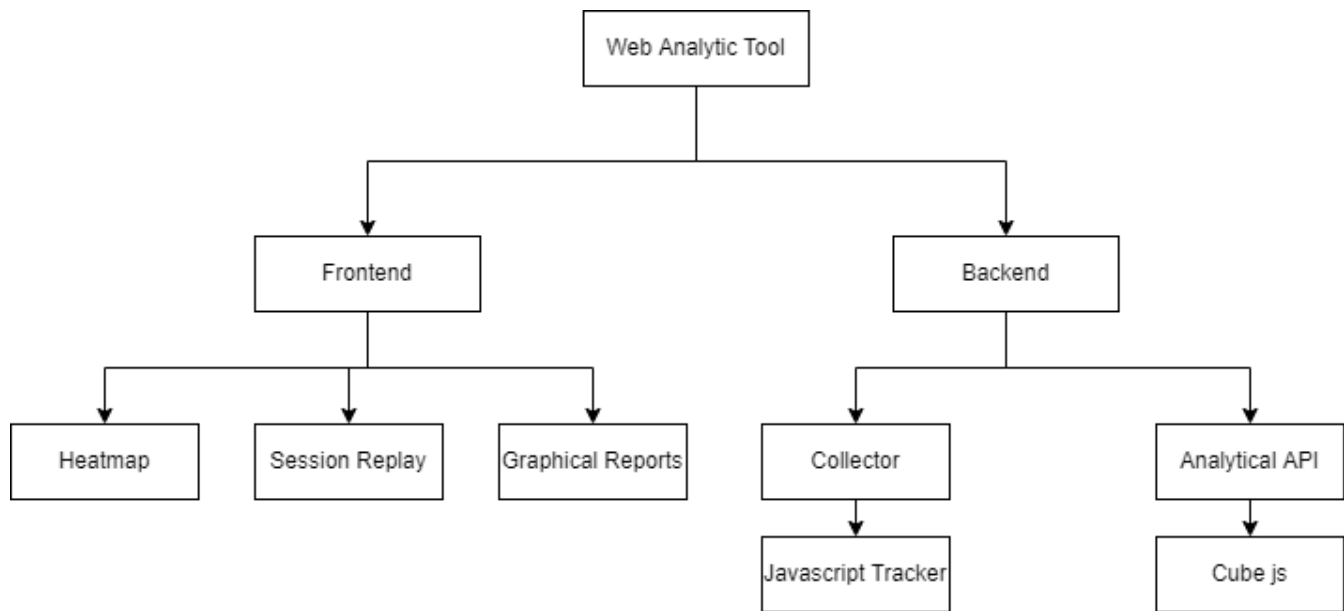 Web Analytic Tool
Frontend
Backend
Heatmap
Session Replay
Graphical Reports
Collector
Analytical API
Javascript Tracker
Cube js